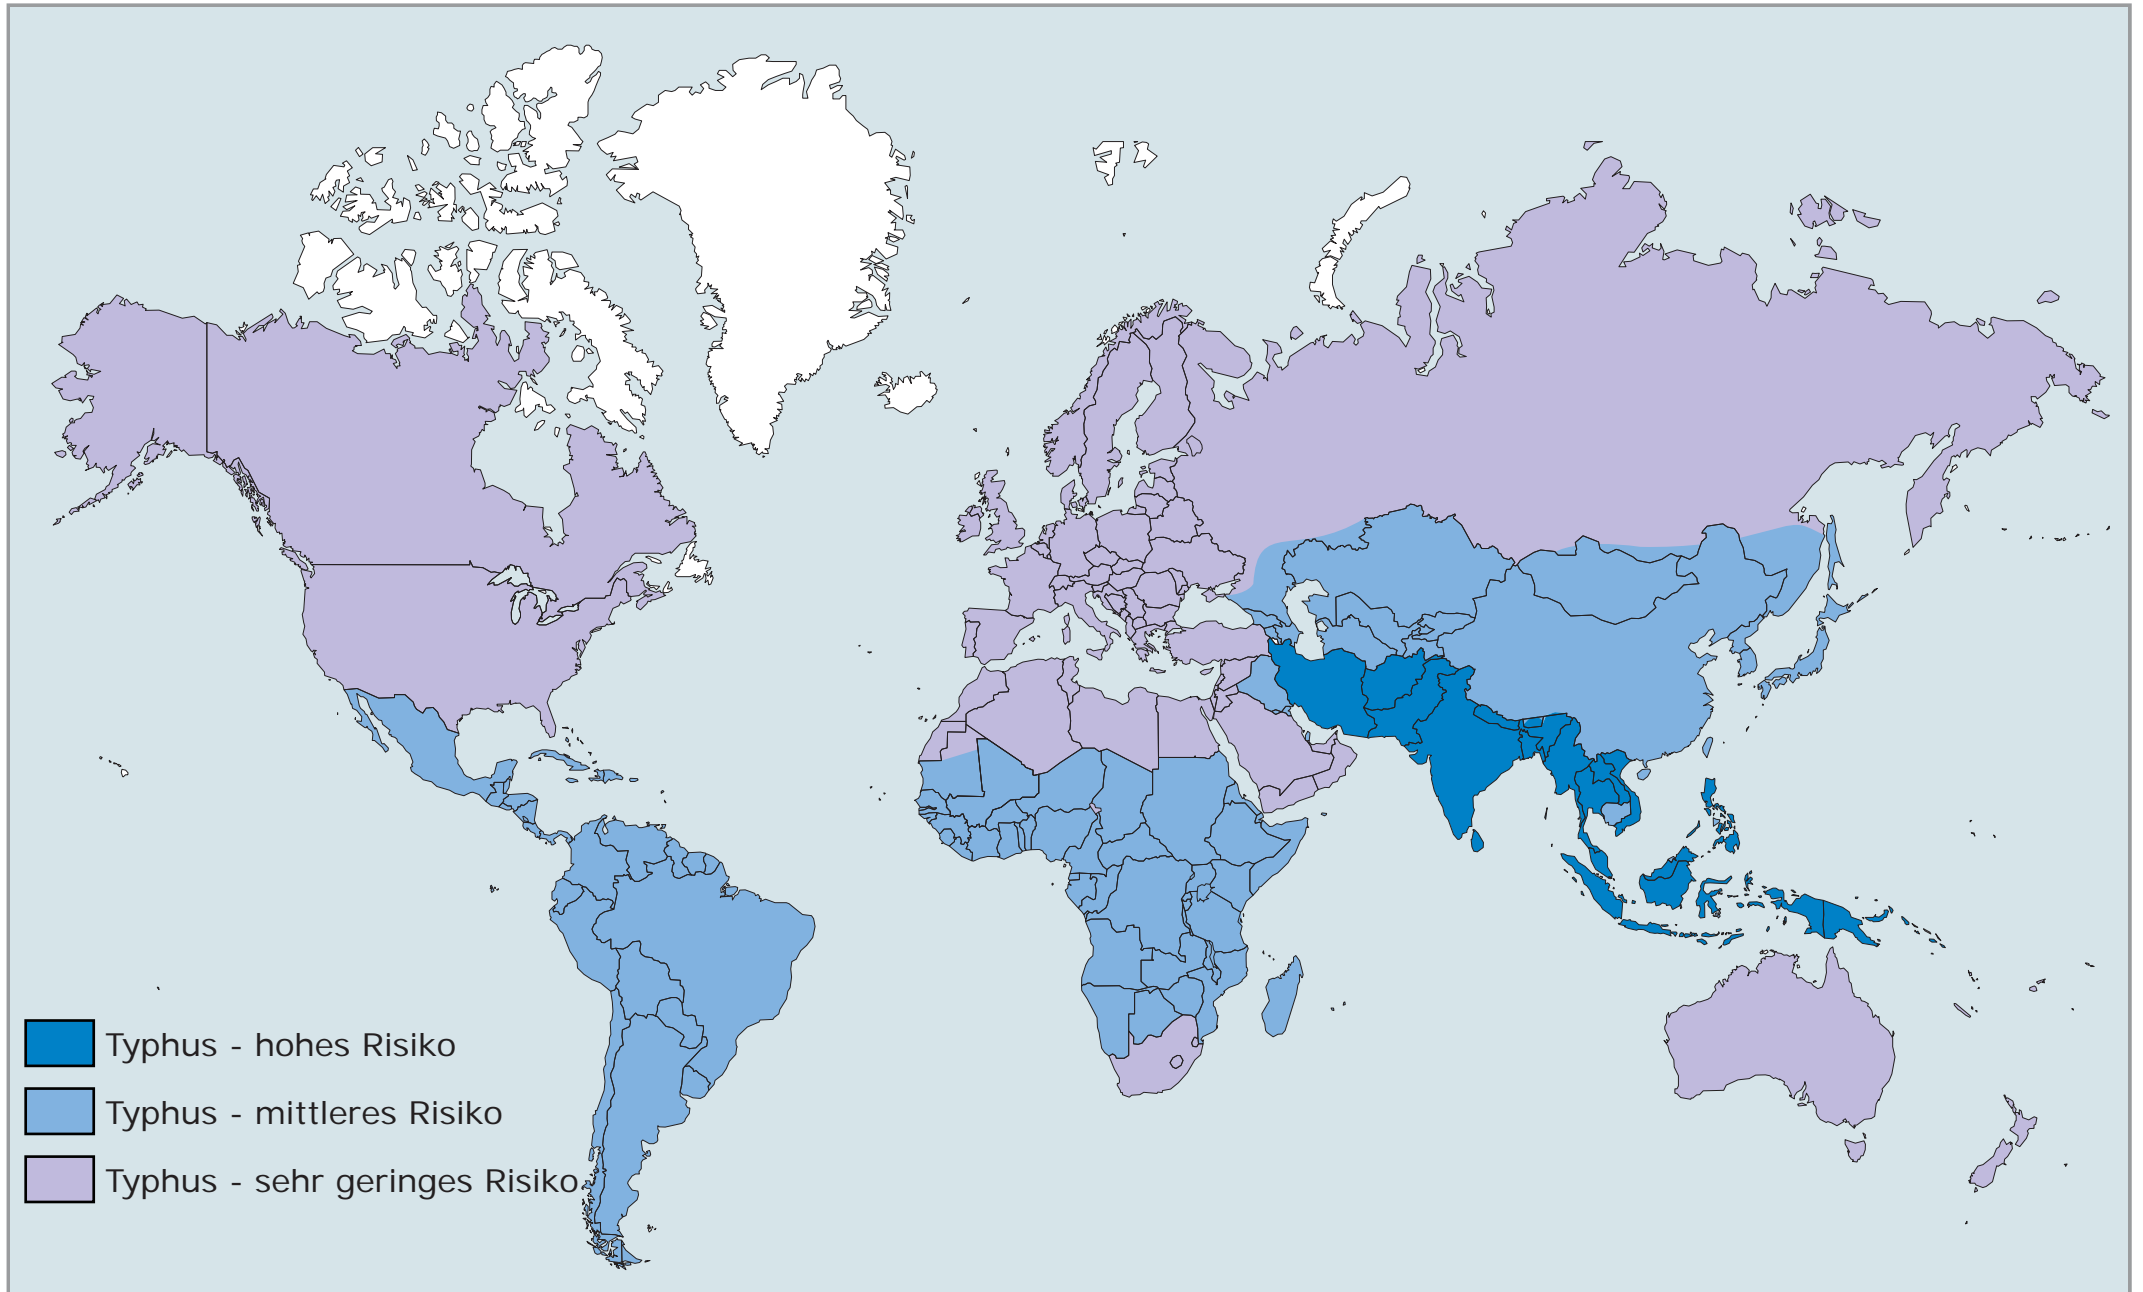 Typhus - hohes Risiko
Typhus - mittleres Risiko
Typhus - sehr geringes Risiko